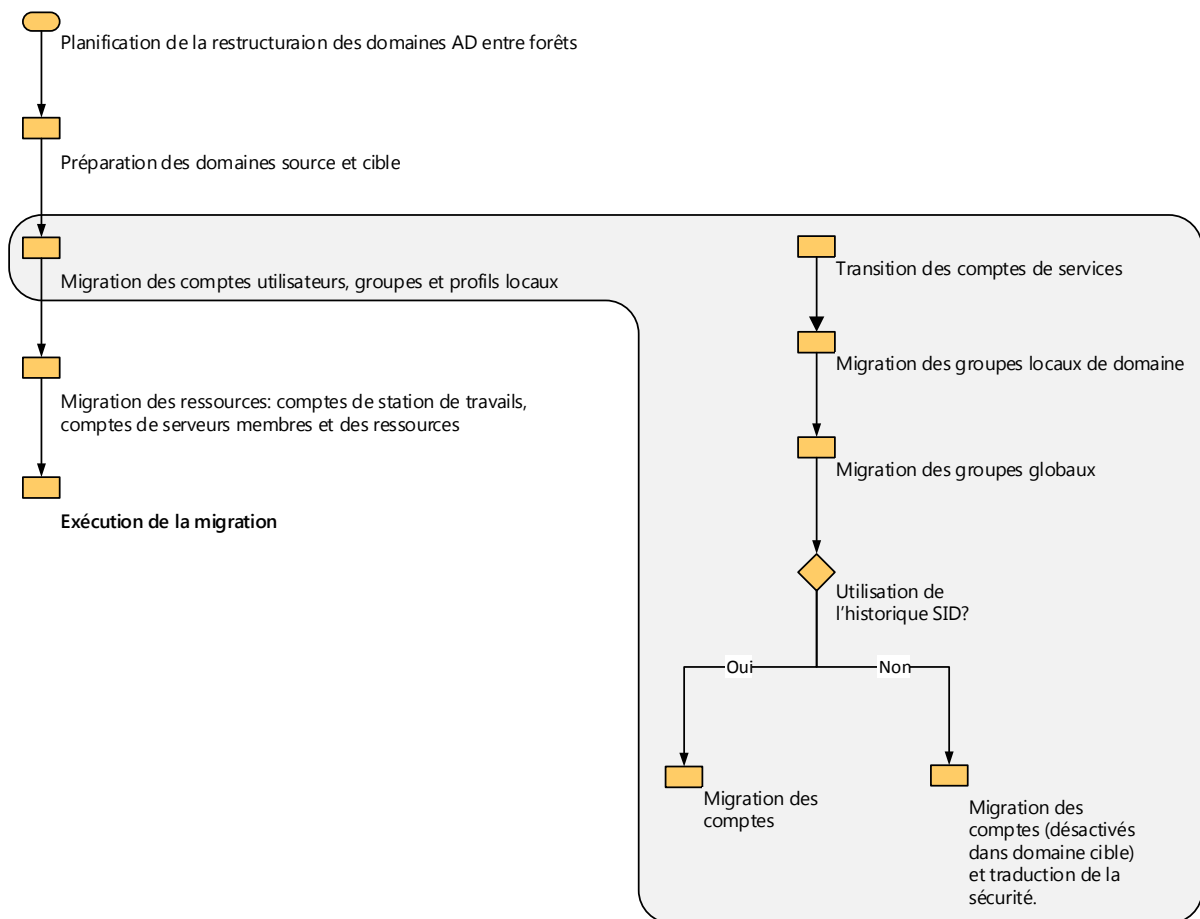 Planification de la restructuraion des domaines AD entre forêts
Préparation des domaines source et cible
Migration des comptes utilisateurs, groupes et profils locaux
Migration des ressources: comptes de station de travails,
comptes de serveurs membres et des ressources
Exécution de la migration
Transition des comptes de services
Migration des groupes locaux de domaine
Migration des groupes globaux
Utilisation de
l'historique SID?
Oui
Non
Migration des
comptes
Migration des
comptes (désactivés
dans domaine cible)
et traduction de la
sécurité.